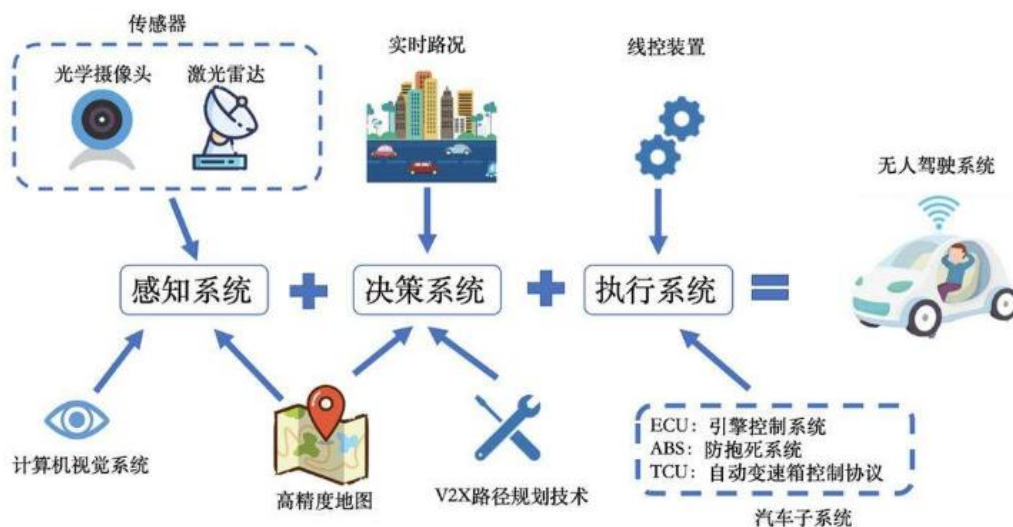 传感器
光学摄像头
激光雷达
实时路况
线控装置
无人驾驶系统
感知系统
+
决策系统
+
执行系统
=
计算机视觉系统
高精度地图
V2X路径规划技术
ECU：引擎控制系统
ABS：防抱死系统
TCU：自动变速箱控制协议
汽车子系统